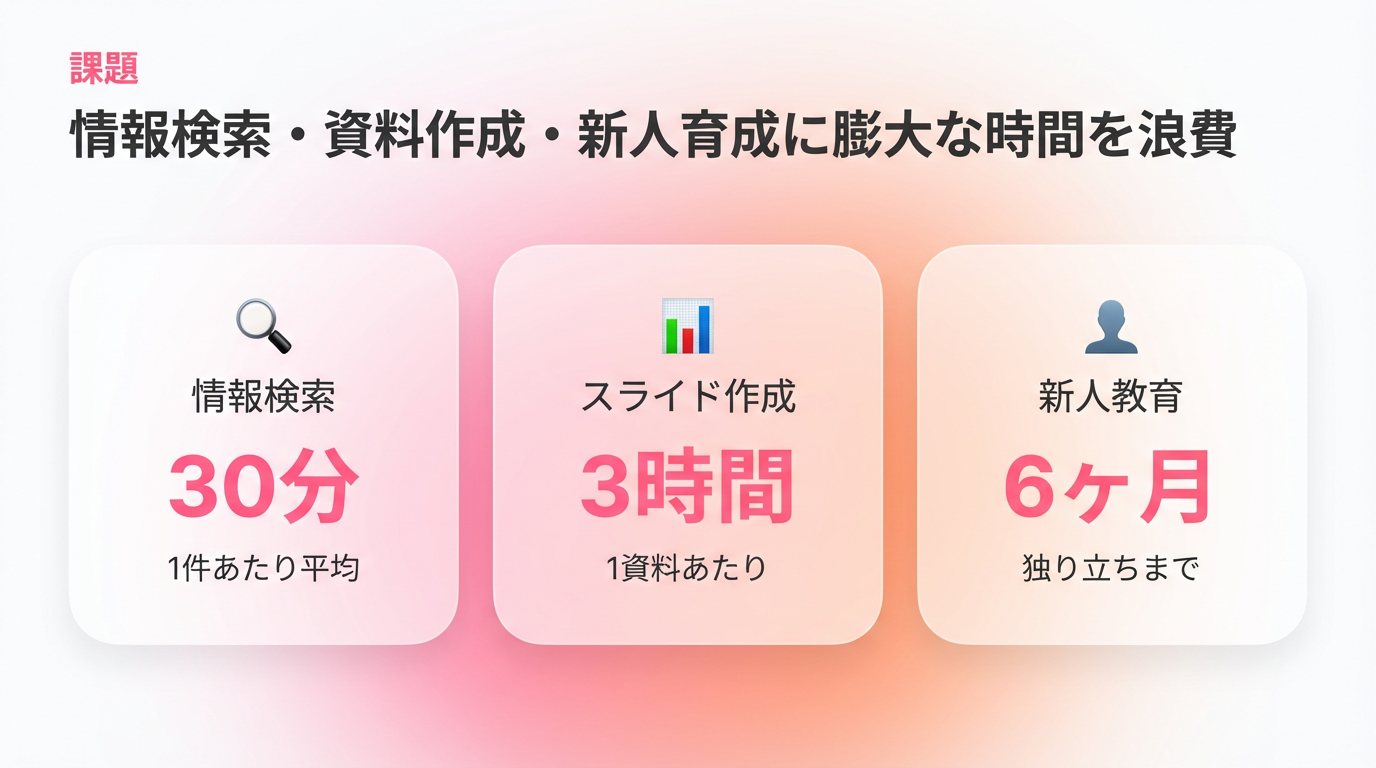 課題
情報検索・資料作成・新人育成に膨大な時間を浪費
情報検索
30分
1件あたり平均
スライド作成
3時間
1資料あたり
新人教育
6ヶ月
独り立ちまで